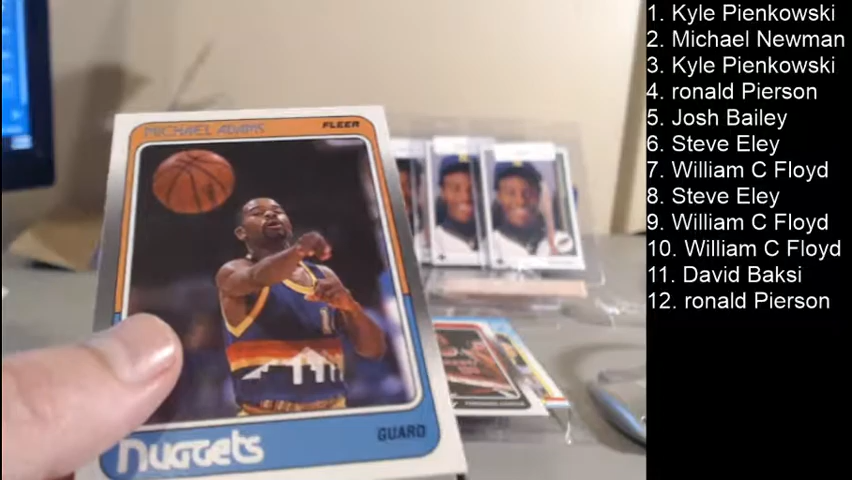 MICHAEL ADAMS
FLEER
nuggets
GUARD
1. Kyle Pienkowski
2. Michael Newman
3. Kyle Pienkowski
4. ronald Pierson
5. Josh Bailey
6. Steve Eley
7. William C Floyd
8. Steve Eley
9. William C Floyd
10. William C Floyd
11. David Baksi
12. ronald Pierson